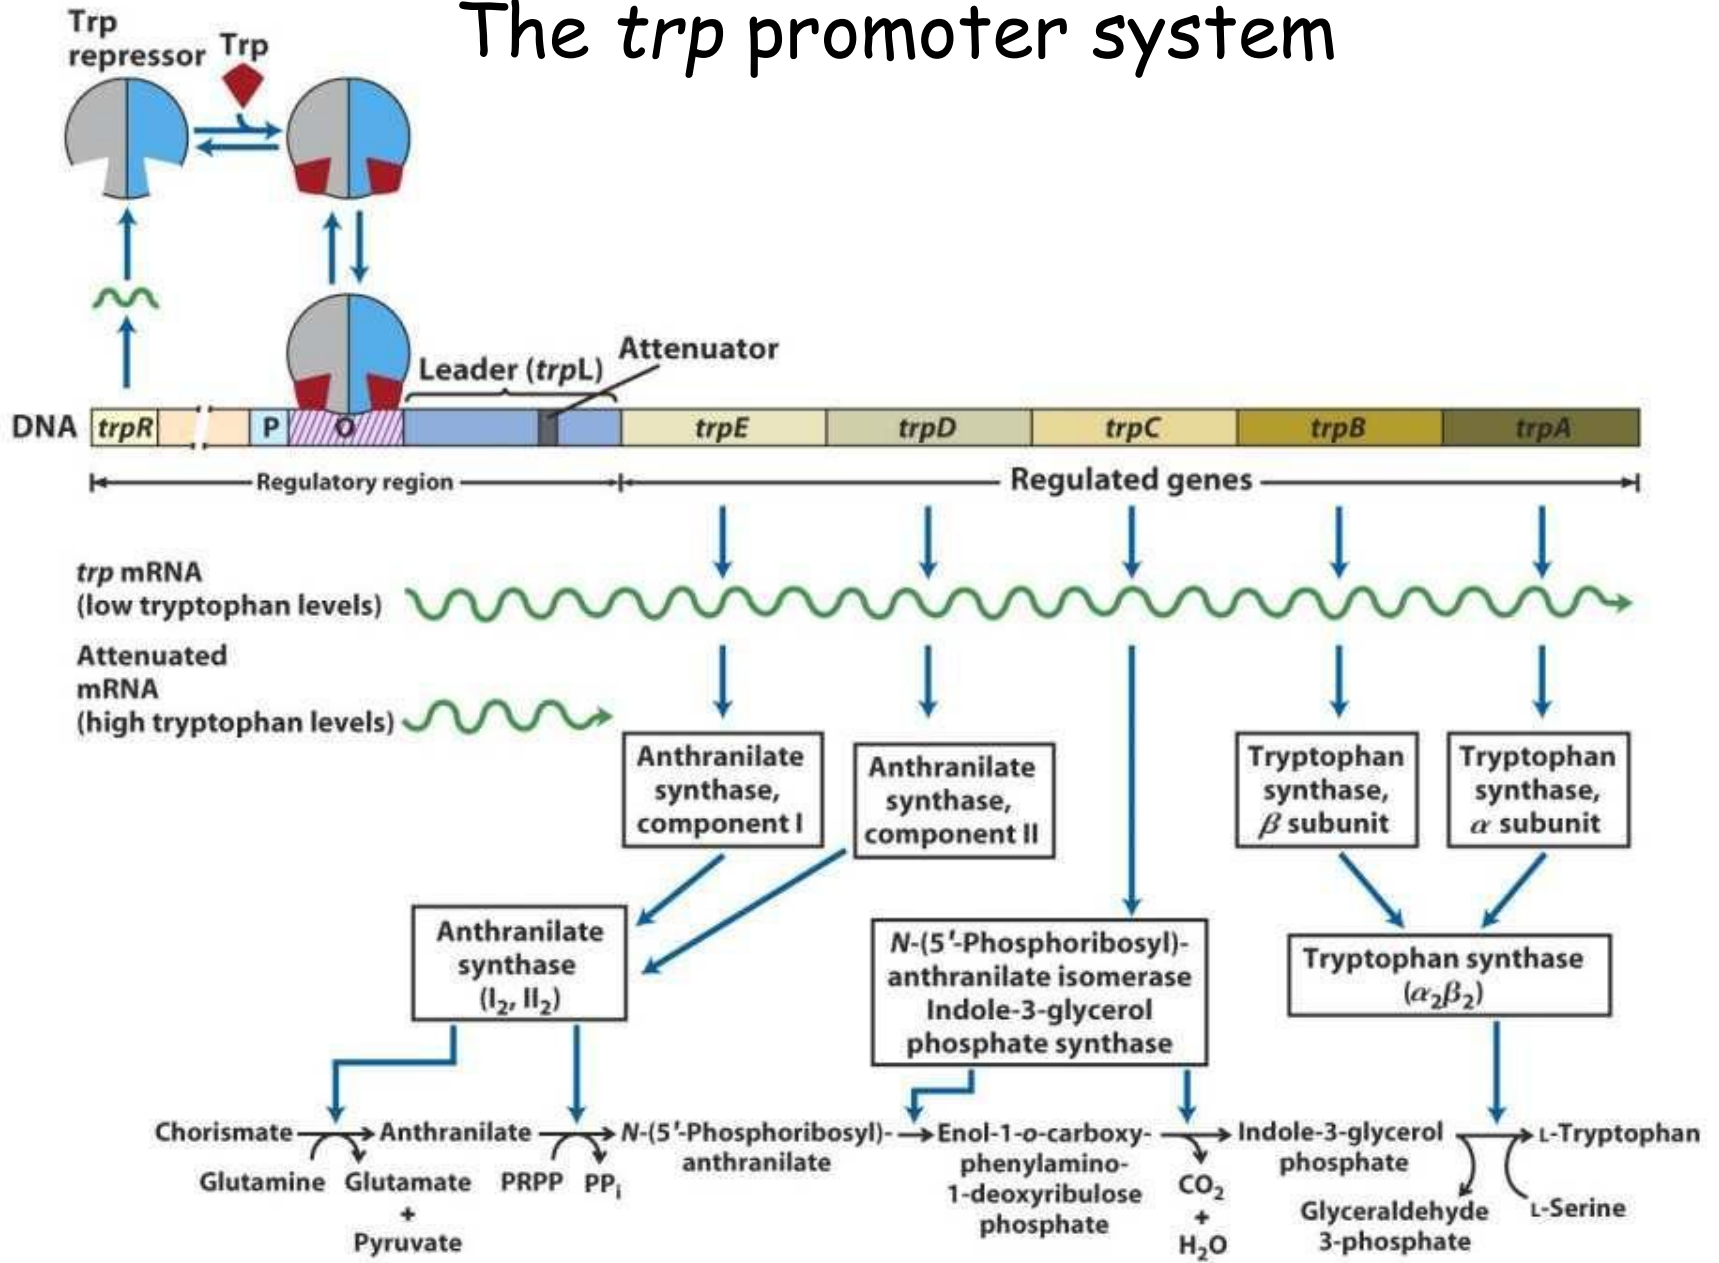 The trp promoter system
Trp
repressor
Trp
Leader (trpL)
Attenuator
DNA
trpR
P
O
trpE
trpD
trpC
trpB
trpA
Regulatory region
Regulated genes
trp mRNA
(low tryptophan levels)
Attenuated
mRNA
(high tryptophan levels)
Anthranilate
synthase,
component I
Anthranilate
synthase,
component II
Tryptophan
synthase,
β subunit
Tryptophan
synthase,
α subunit
Anthranilate
synthase
(I₂, II₂)
N-(5′-Phosphoribosyl)-
anthranilate isomerase
Indole-3-glycerol
phosphate synthase
Tryptophan synthase
(α₂β₂)
Chorismate
Glutamine
Glutamate
+
Pyruvate
Anthranilate
PRPP
PPᵢ
N-(5′-Phosphoribosyl)-
anthranilate
Enol-1-o-carboxy-
phenylamino-
1-deoxyribulose
phosphate
CO₂
+
H₂O
Indole-3-glycerol
phosphate
Glyceraldehyde
3-phosphate
L-Serine
L-Tryptophan